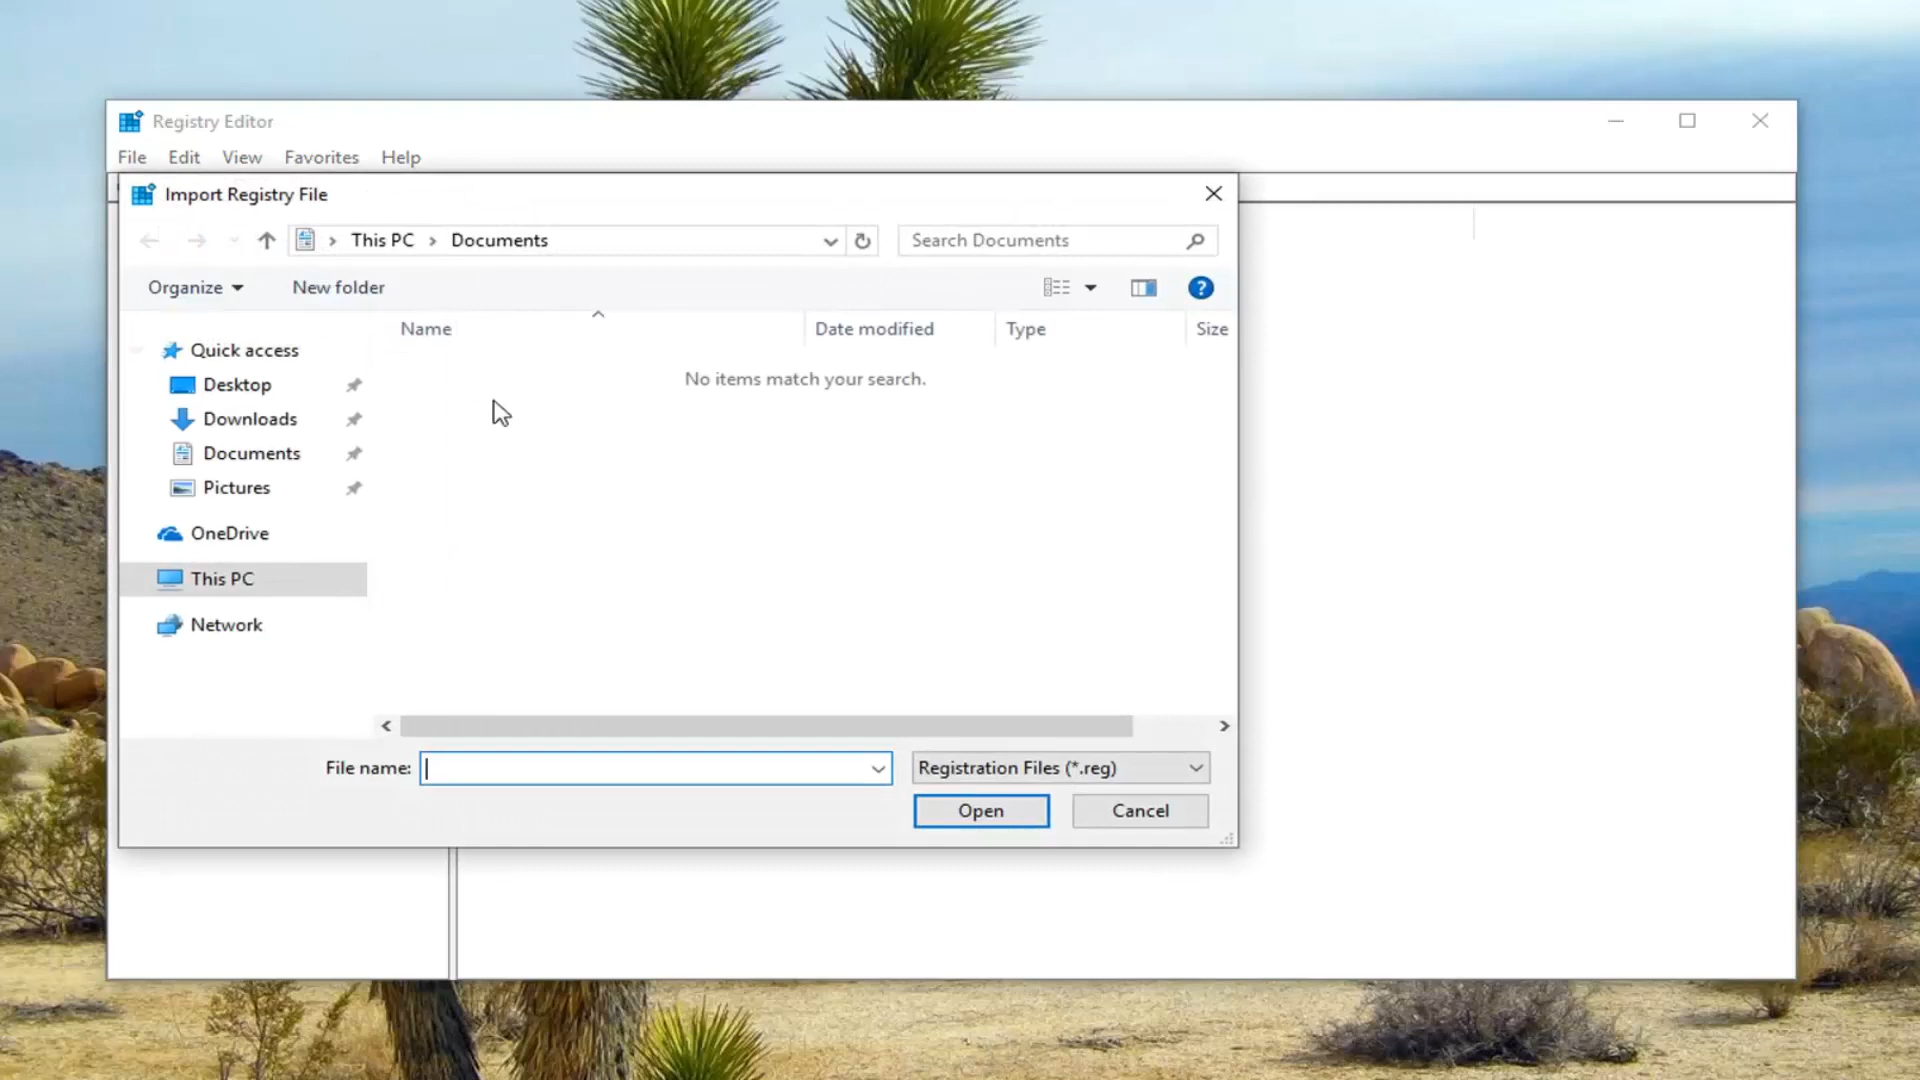 Registry Editor
File Edit View Favorites Help
Import Registry File
This PC Documents
Search Documents
Organize New folder
Name Date modified Type Size
No items match your search.
Quick access
Desktop
Downloads
Documents
Pictures
OneDrive
This PC
Network
File name: Registration Files (*.reg)
Open Cancel